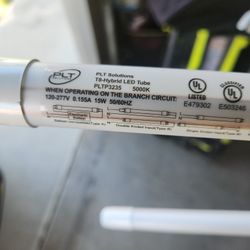 PLT
PLT Solutions
T8-Hybrid LED Tube
PLTP3235 5000K
WHEN OPERATING ON THE BRANCH CIRCUIT:
120-277V 0.155A 15W 50/60HZ
UL
LISTED
E479302
UL
E503246